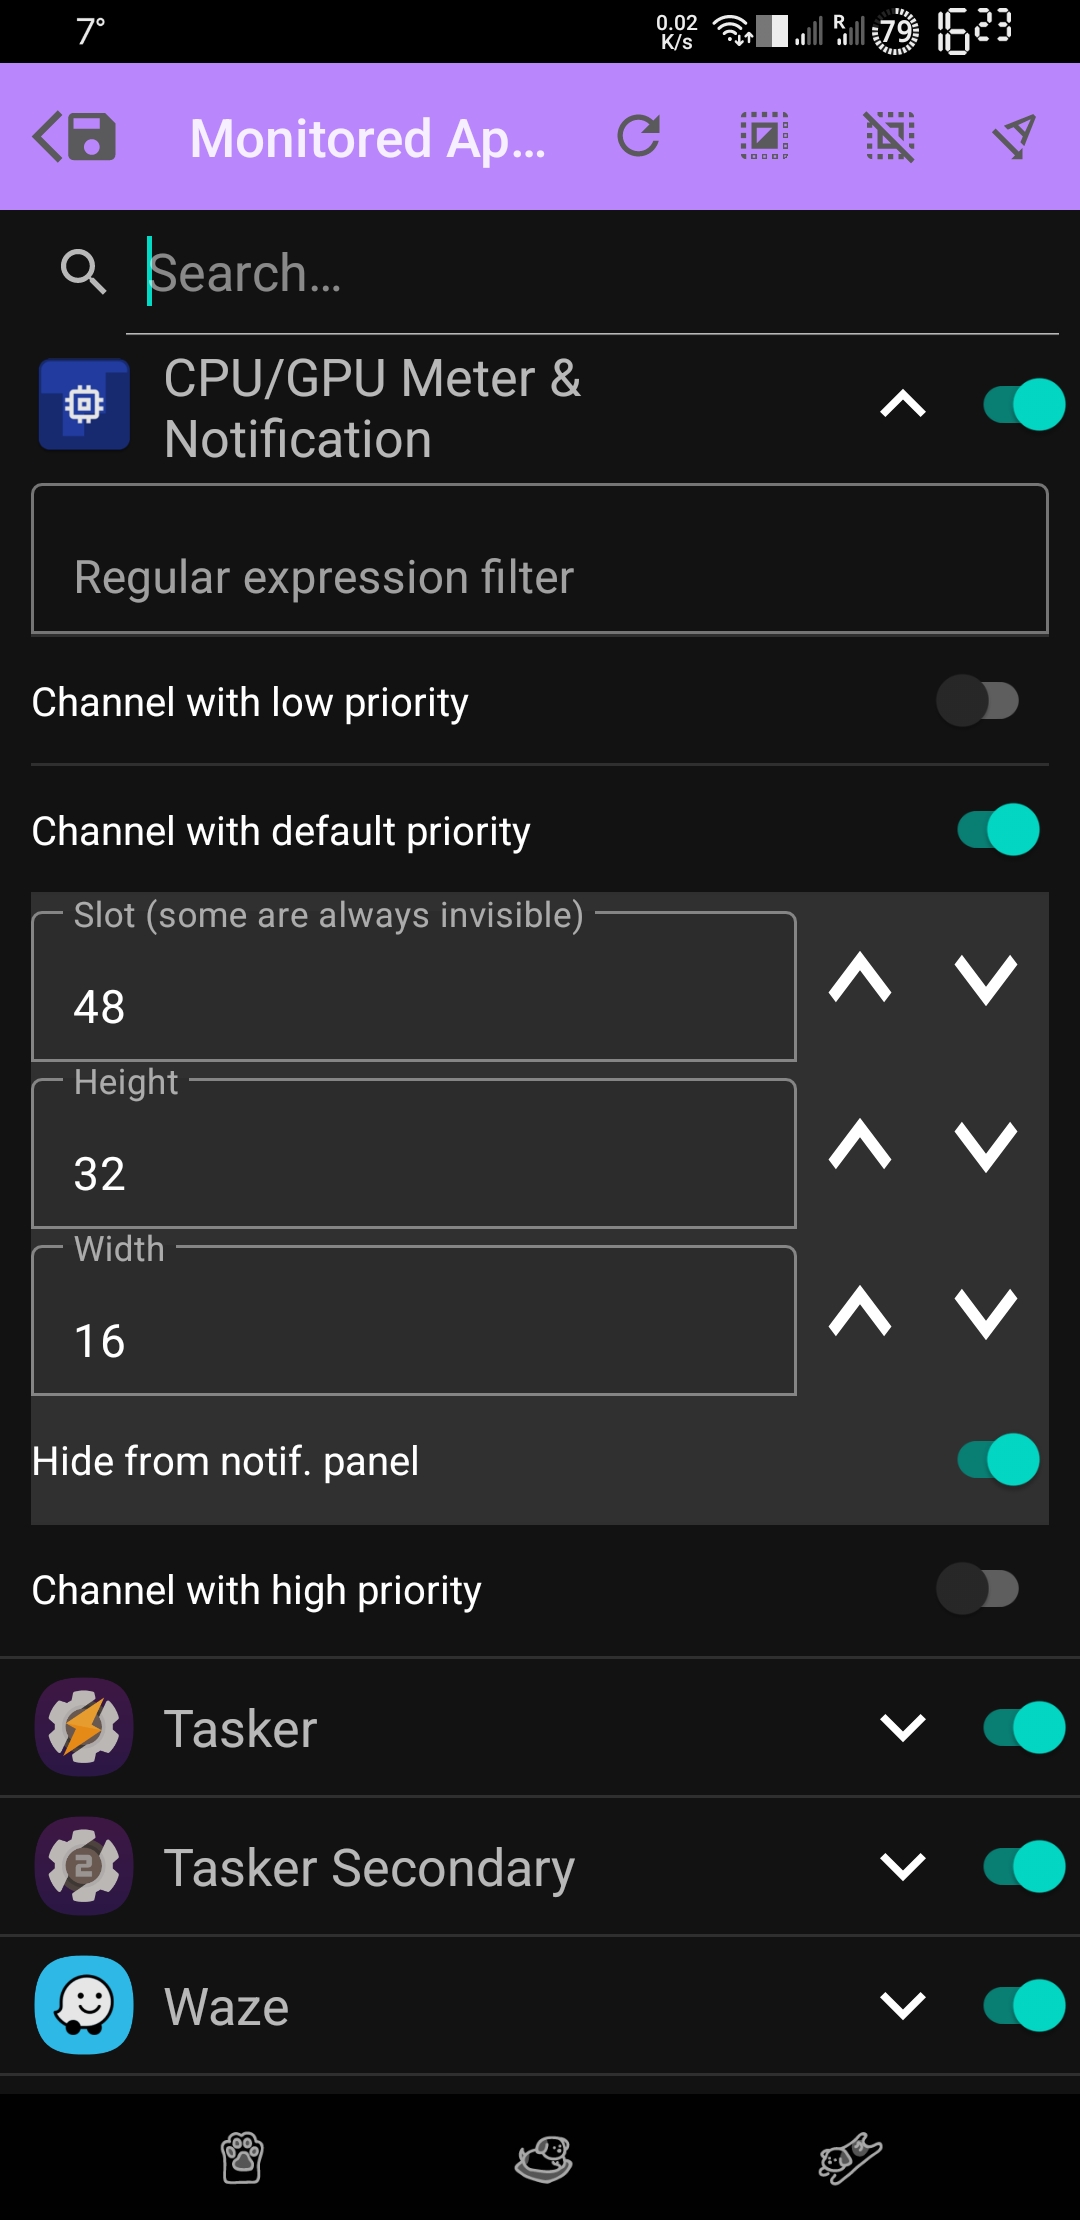 7°
0.02
K/s
R
79
16 23
Monitored Ap...
Search...
CPU/GPU Meter &
Notification
Regular expression filter
Channel with low priority
Channel with default priority
Slot (some are always invisible)
48
Height
32
Width
16
Hide from notif. panel
Channel with high priority
Tasker
2
Tasker Secondary
Waze